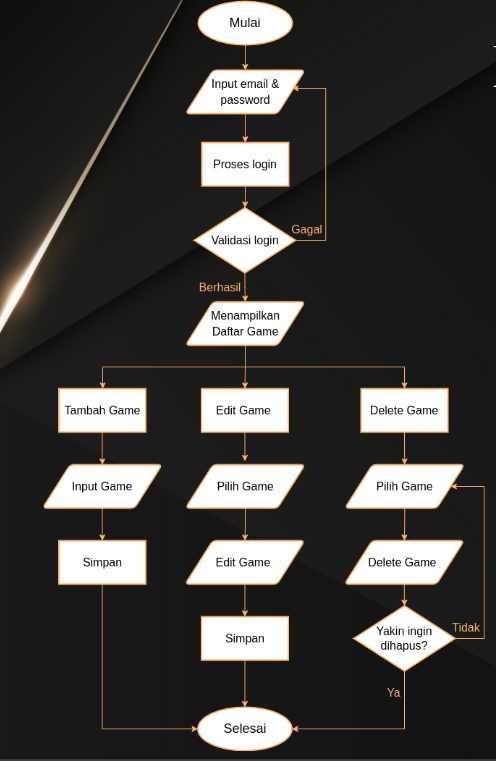 Mulai
Input email &
password
Proses login
Validasi login
Gagal
Berhasil
Menampilkan
Daftar Game
Tambah Game
Edit Game
Delete Game
Input Game
Pilih Game
Pilih Game
Simpan
Edit Game
Delete Game
Simpan
Yakin ingin
dihapus?
Tidak
Ya
Selesai